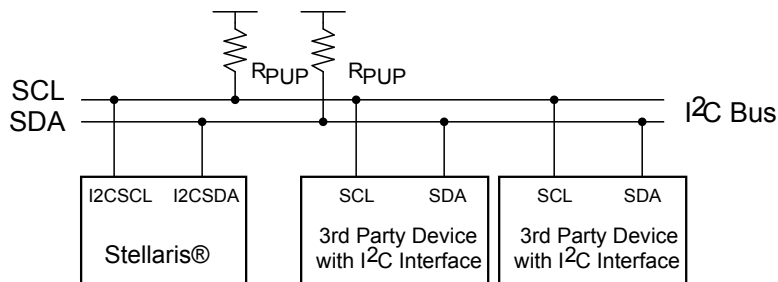 RPUP RPUP
SCL
SDA
I2C Bus
I2CSCL I2CSDA
Stellaris®
SCL SDA
3rd Party Device
with I2C Interface
SCL SDA
3rd Party Device
with I2C Interface